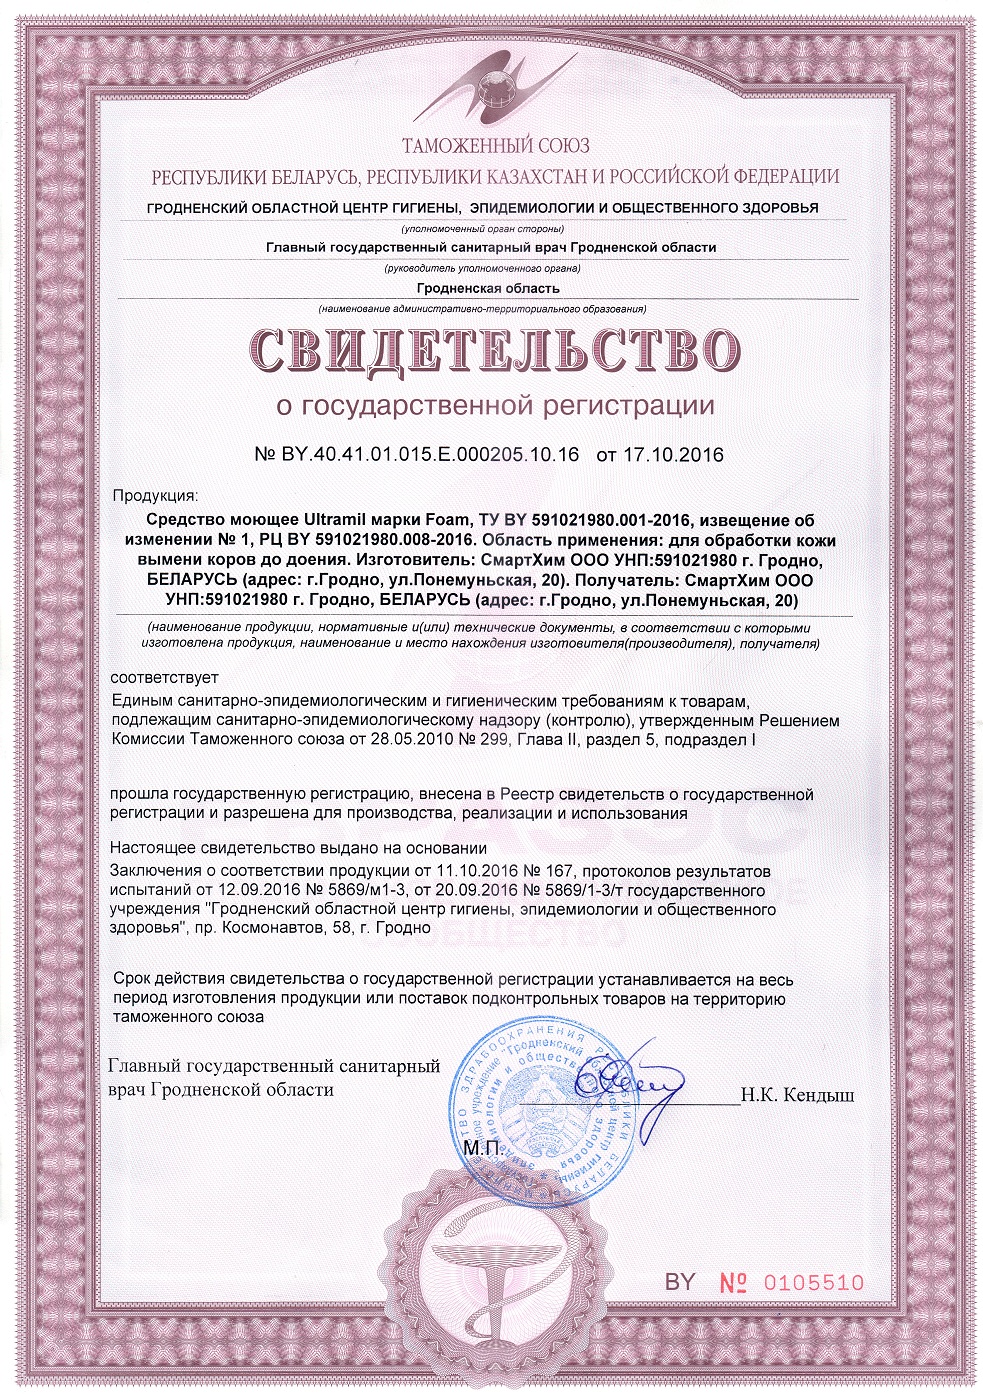 ТАМОЖЕННЫЙ СОЮЗ
РЕСПУБЛИКИ БЕЛАРУСЬ, РЕСПУБЛИКИ КАЗАХСТАН И РОССИЙСКОЙ ФЕДЕРАЦИИ
ГРОДНЕНСКИЙ ОБЛАСТНОЙ ЦЕНТР ГИГИЕНЫ, ЭПИДЕМИОЛОГИИ И ОБЩЕСТВЕННОГО ЗДОРОВЬЯ
(уполномоченный орган стороны)
Главный государственный санитарный врач Гродненской области
(руководитель уполномоченного органа)
Гродненская область
(наименование административно-территориального образования)
СВИДЕТЕЛЬСТВО
о государственной регистрации
№ BY.40.41.01.015.Е.000205.10.16 от 17.10.2016
Продукция:
Средство моющее Ultramil марки Foam, ТУ BY 591021980.001-2016, извещение об
изменении № 1, РЦ BY 591021980.008-2016. Область применения: для обработки кожи
вымени коров до доения. Изготовитель: СмартХим ООО УНП:591021980 г. Гродно,
БЕЛАРУСЬ (адрес: г.Гродно, ул.Понемуньская, 20). Получатель: СмартХим ООО
УНП:591021980 г. Гродно, БЕЛАРУСЬ (адрес: г.Гродно, ул.Понемуньская, 20)
(наименование продукции, нормативные и(или) технические документы, в соответствии с которыми
изготовлена продукция, наименование и место нахождения изготовителя(производителя), получателя)
соответствует
Единым санитарно-эпидемиологическим и гигиеническим требованиям к товарам,
подлежащим санитарно-эпидемиологическому надзору (контролю), утвержденным Решением
Комиссии Таможенного союза от 28.05.2010 № 299, Глава II, раздел 5, подраздел I
прошла государственную регистрацию, внесена в Реестр свидетельств о государственной
регистрации и разрешена для производства, реализации и использования
Настоящее свидетельство выдано на основании
Заключения о соответствии продукции от 11.10.2016 № 167, протоколов результатов
испытаний от 12.09.2016 № 5869/м1-3, от 20.09.2016 № 5869/1-3/т государственного
учреждения "Гродненский областной центр гигиены, эпидемиологии и общественного
здоровья", пр. Космонавтов, 58, г. Гродно
Срок действия свидетельства о государственной регистрации устанавливается на весь
период изготовления продукции или поставок подконтрольных товаров на территорию
таможенного союза
Главный государственный санитарный
врач Гродненской области
Н.К. Кендыш
М.П.
BY № 0105510